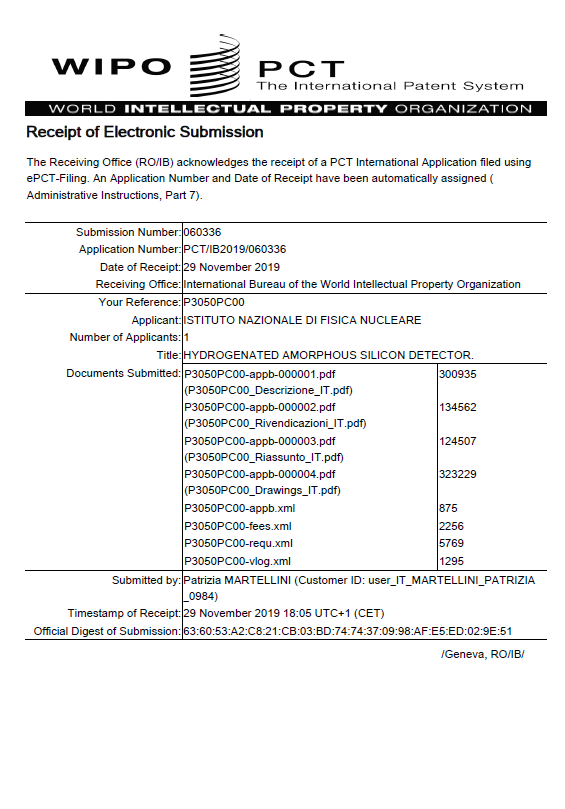 WIPO
PCT
The International Patent System
WORLD INTELLECTUAL PROPERTY ORGANIZATION
Receipt of Electronic Submission
The Receiving Office (RO/IB) acknowledges the receipt of a PCT International Application filed using
ePCT-Filing. An Application Number and Date of Receipt have been automatically assigned (
Administrative Instructions, Part 7).
Submission Number: 060336
Application Number: PCT/IB2019/060336
Date of Receipt: 29 November 2019
Receiving Office: International Bureau of the World Intellectual Property Organization
Your Reference: P3050PC00
Applicant: ISTITUTO NAZIONALE DI FISICA NUCLEARE
Number of Applicants: 1
Title: HYDROGENATED AMORPHOUS SILICON DETECTOR.
Documents Submitted: P3050PC00-appb-000001.pdf 300935
(P3050PC00_Descrizione_IT.pdf)
P3050PC00-appb-000002.pdf 134562
(P3050PC00_Rivendicazioni_IT.pdf)
P3050PC00-appb-000003.pdf 124507
(P3050PC00_Riassunto_IT.pdf)
P3050PC00-appb-000004.pdf 323229
(P3050PC00_Drawings_IT.pdf)
P3050PC00-appb.xml 875
P3050PC00-fees.xml 2256
P3050PC00-requ.xml 5769
P3050PC00-vlog.xml 1295
Submitted by: Patrizia MARTELLINI (Customer ID: user_IT_MARTELLINI_PATRIZIA
_0984)
Timestamp of Receipt: 29 November 2019 18:05 UTC+1 (CET)
Official Digest of Submission: 63:60:53:A2:C8:21:CB:03:BD:74:74:37:09:98:AF:E5:ED:02:9E:51
/Geneva, RO/IB/